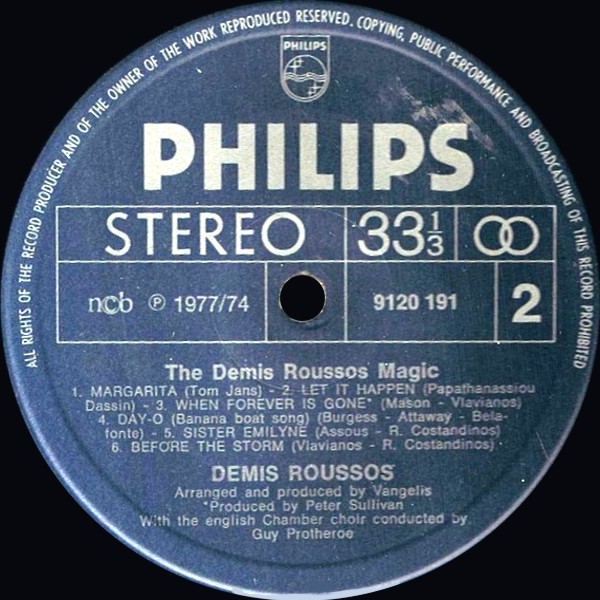 ALL RIGHTS OF THE RECORD PRODUCER AND OF THE OWNER OF THE WORK REPRODUCED RESERVED. COPYING, PUBLIC PERFORMANCE AND BROADCASTING OF THIS RECORD PROHIBITED
PHILIPS
PHILIPS
STEREO 33 1/3
ncb ℗ 1977/74 9120 191 2
The Demis Roussos Magic
1. MARGARITA (Tom Jans) - 2. LET IT HAPPEN (Papathanassiou
Dassin) - 3. WHEN FOREVER IS GONE* (Mason - Vlavianos)
4. DAY-O (Banana boat song) (Burgess - Attaway - Bela-
fonte) - 5. SISTER EMILYNE (Assous - R. Costandinos)
6. BEFORE THE STORM (Vlavianos - R. Costandinos)
DEMIS ROUSSOS
Arranged and produced by Vangelis
*Produced by Peter Sullivan
With the english Chamber choir conducted by
Guy Protheroe